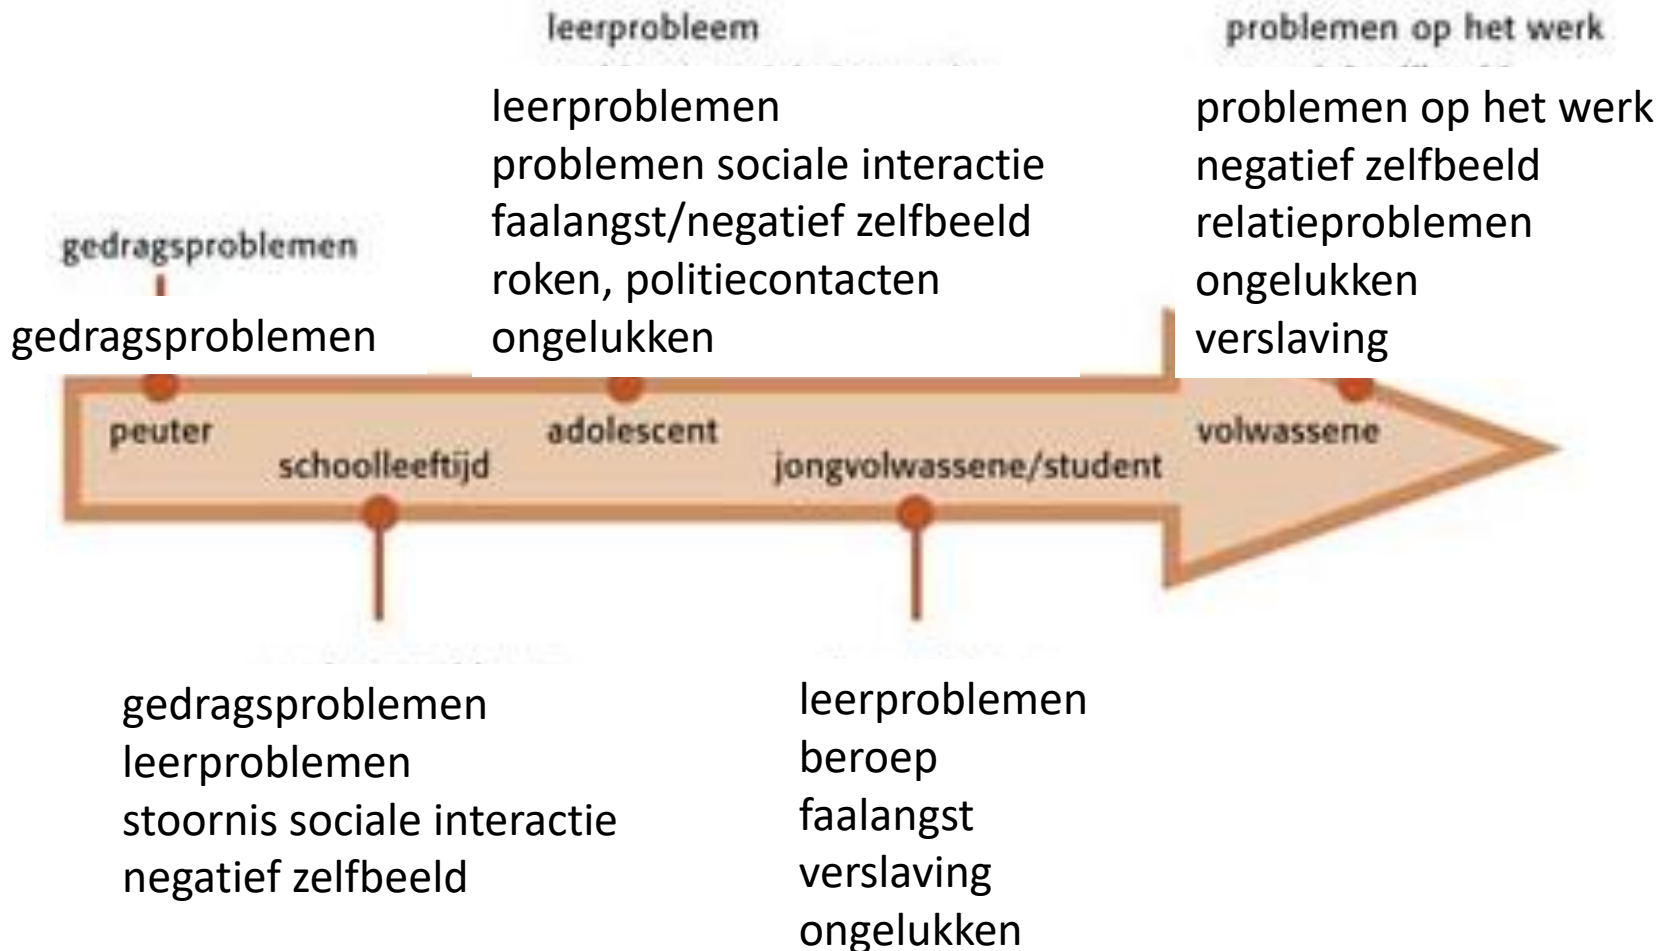 leerprobleem
problemen op het werk
leerproblemen
problemen sociale interactie
faalangst/negatief zelfbeeld
roken, politiecontacten
ongelukken
problemen op het werk
negatief zelfbeeld
relatieproblemen
ongelukken
verslaving
gedragsproblemen
gedragsproblemen
peuter
schoolleeftijd
adolescent
jongvolwassene/student
volwassene
gedragsproblemen
leerproblemen
stoornis sociale interactie
negatief zelfbeeld
leerproblemen
beroep
faalangst
verslaving
ongelukken